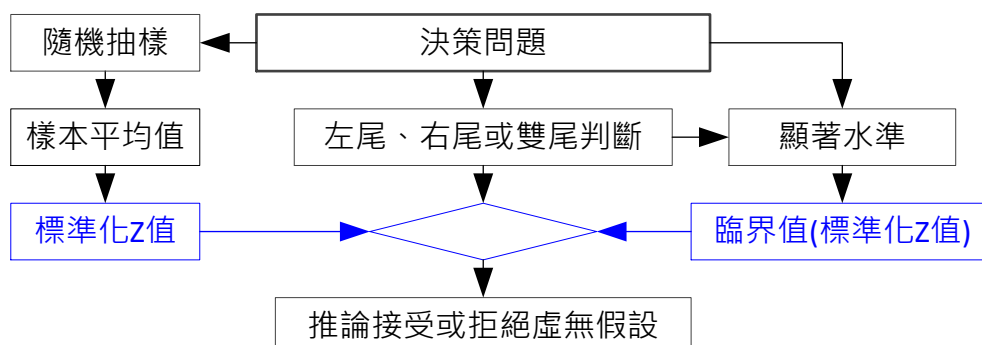 隨機抽樣
決策問題
樣本平均值
左尾、右尾或雙尾判斷
顯著水準
標準化Z值
臨界值(標準化Z值)
推論接受或拒絕虛無假設